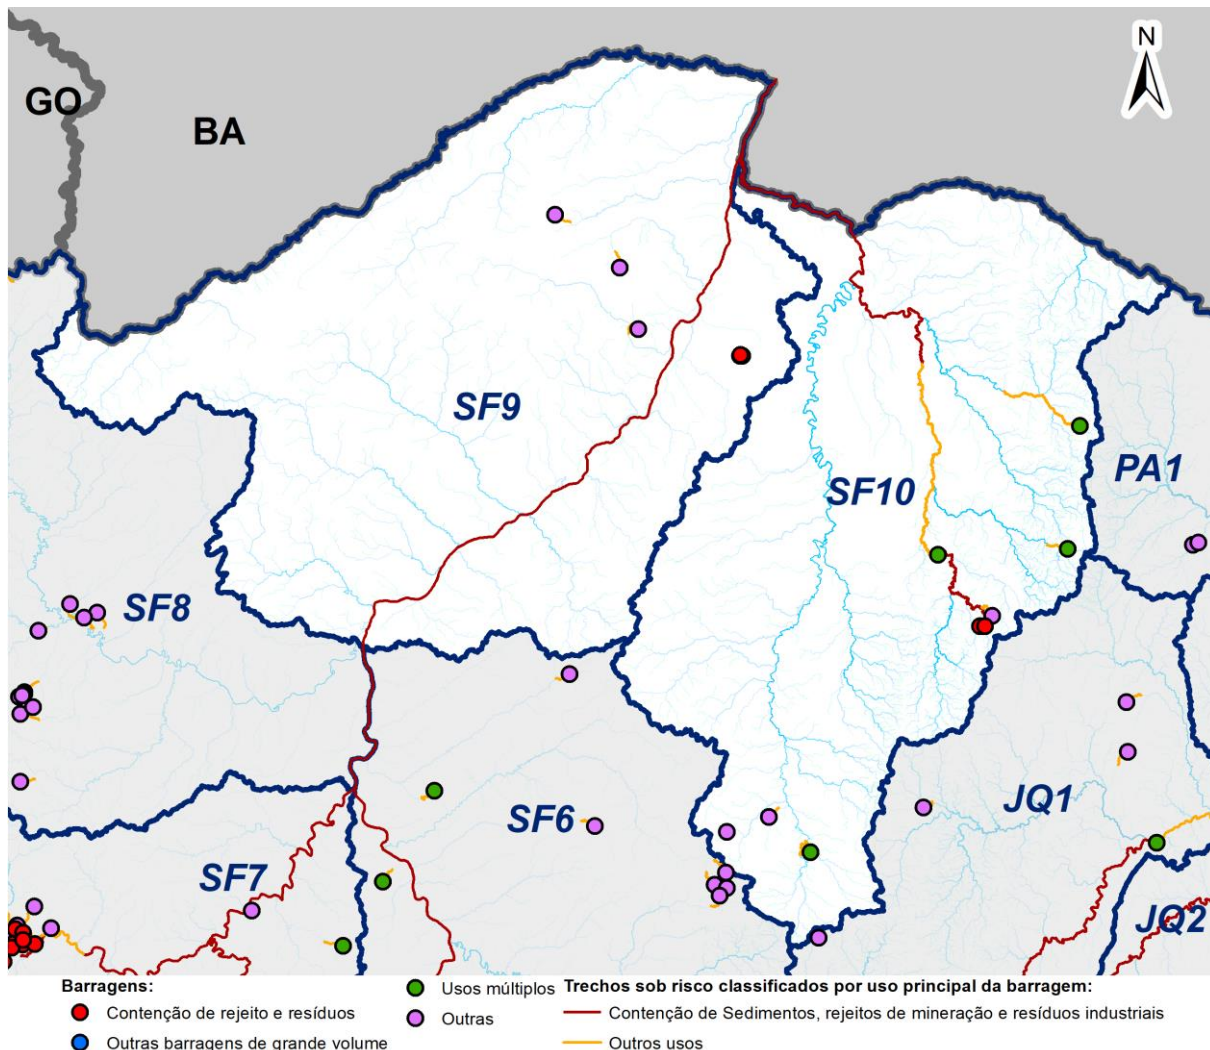 N
GO
BA
SF9
SF10
PA1
SF8
SF6
JQ1
SF7
JQ2
Barragens:
Contenção de rejeito e resíduos
Outras barragens de grande volume
Usos múltiplos
Outras
Trechos sob risco classificados por uso principal da barragem:
Contenção de Sedimentos, rejeitos de mineração e resíduos industriais
Outros usos